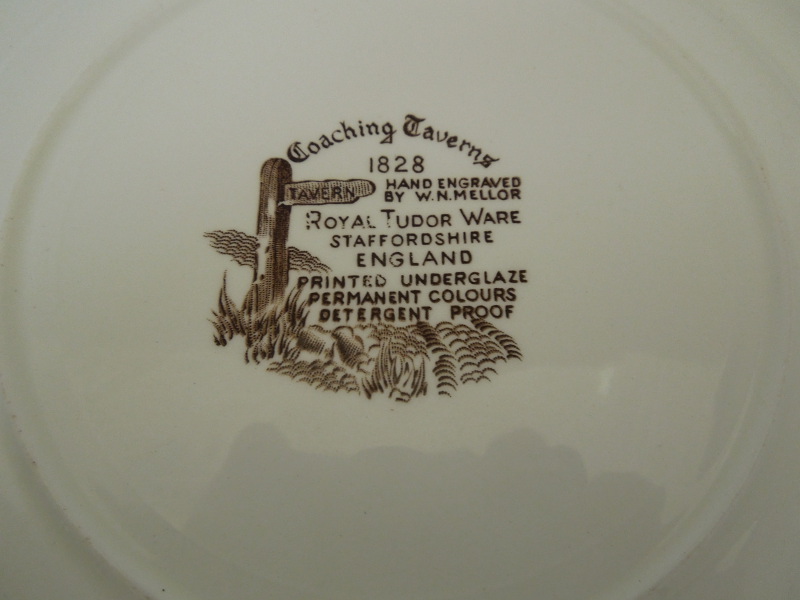 Coaching Taverns
1828
TAVERN
HAND ENGRAVED
BY W.N.MELLOR
ROYAL TUDOR WARE
STAFFORDSHIRE
ENGLAND
PRINTED UNDERGLAZE
PERMANENT COLOURS
DETERGENT PROOF